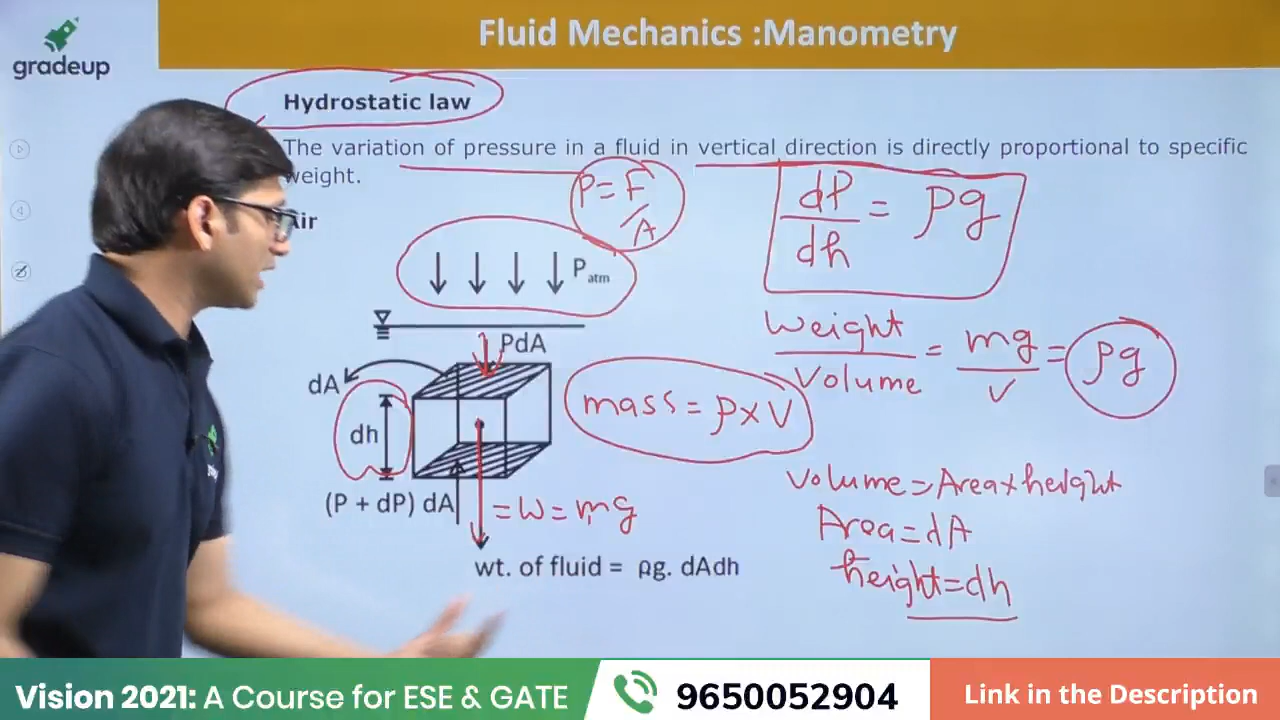 Fluid Mechanics :Manometry
gradeup
Hydrostatic law
The variation of pressure in a fluid in vertical direction is directly proportional to specific
weight.
Air
P = F/A
dP/dh = ρg
Patm
PdA
Weight/Volume = mg/V = ρg
dA
mass = ρ×V
dh
Volume = Area×height
(P + dP) dA
= W = mg
Area = dA
height = dh
wt. of fluid = ρg. dAdh
Vision 2021: A Course for ESE & GATE
9650052904
Link in the Description